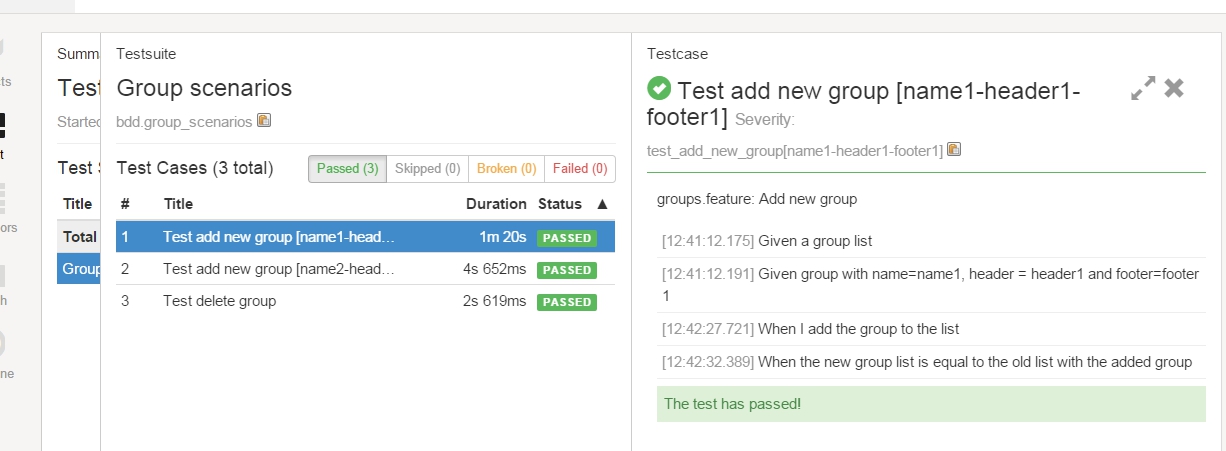 Summa
Test
Started
Test S
Title
Total
Group
cts
t
ors
h
ne
Testsuite
Group scenarios
bdd.group_scenarios
Test Cases (3 total)
Passed (3) Skipped (0) Broken (0) Failed (0)
# Title Duration Status ▲
1 Test add new group [name1-head… 1m 20s PASSED
2 Test add new group [name2-head… 4s 652ms PASSED
3 Test delete group 2s 619ms PASSED
Testcase
Test add new group [name1-header1-
footer1] Severity:
test_add_new_group[name1-header1-footer1]
groups.feature: Add new group
[12:41:12.175] Given a group list
[12:41:12.191] Given group with name=name1, header = header1 and footer=footer
1
[12:42:27.721] When I add the group to the list
[12:42:32.389] When the new group list is equal to the old list with the added group
The test has passed!